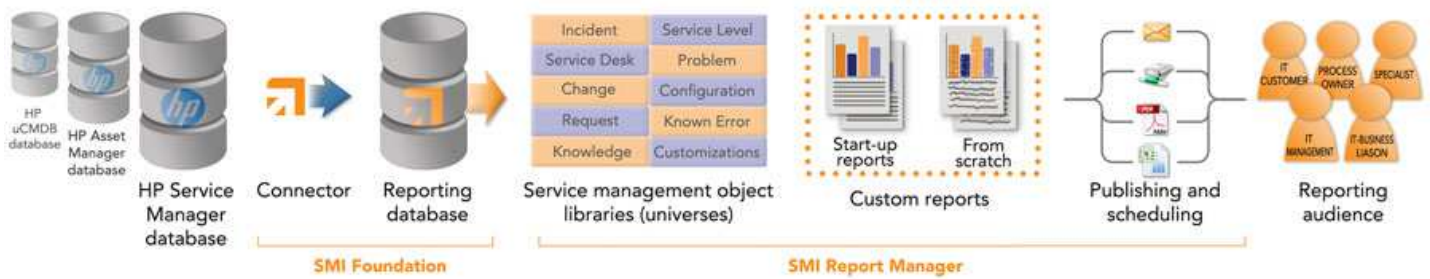 HP
uCMDB
database
HP Asset
Manager
database
hp
HP Service
Manager
database
Connector
Reporting
database
Incident
Service Level
Service Desk
Problem
Change
Configuration
Request
Known Error
Knowledge
Customizations
Service management object
libraries (universes)
Start-up
reports
From
scratch
Custom reports
PDF
Publishing and
scheduling
IT
CUSTOMER
PROCESS
OWNER
SPECIALIST
IT
MANAGEMENT
IT-BUSINESS
LIASON
Reporting
audience
SMI Foundation
SMI Report Manager